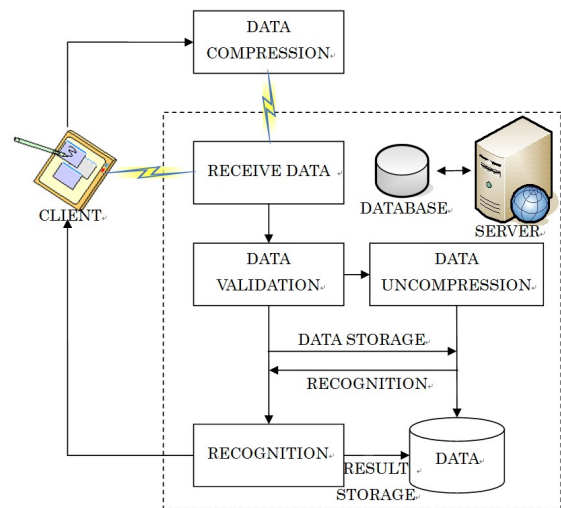 DATA
COMPRESSION
RECEIVE DATA
CLIENT
DATABASE
SERVER
DATA
VALIDATION
DATA
UNCOMPRESSION
DATA STORAGE
RECOGNITION
RECOGNITION
RESULT
STORAGE
DATA